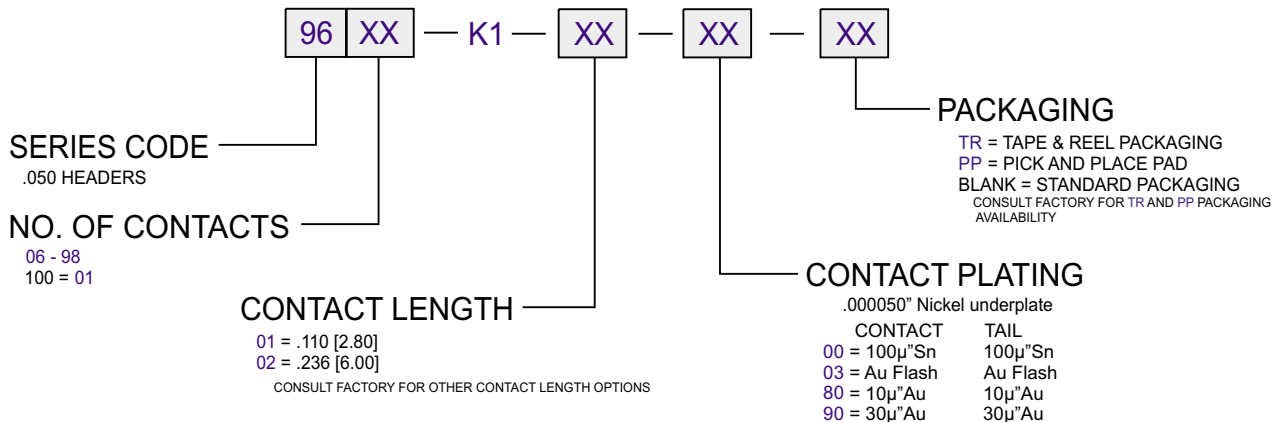 96 XX — K1 — XX — XX — XX
SERIES CODE
.050 HEADERS
NO. OF CONTACTS
06 - 98
100 = 01
CONTACT LENGTH
01 = .110 [2.80]
02 = .236 [6.00]
CONSULT FACTORY FOR OTHER CONTACT LENGTH OPTIONS
PACKAGING
TR = TAPE & REEL PACKAGING
PP = PICK AND PLACE PAD
BLANK = STANDARD PACKAGING
CONSULT FACTORY FOR TR AND PP PACKAGING
AVAILABILITY
CONTACT PLATING
.000050” Nickel underplate
CONTACT TAIL
00 = 100µ”Sn 100µ”Sn
03 = Au Flash Au Flash
80 = 10µ”Au 10µ”Au
90 = 30µ”Au 30µ”Au